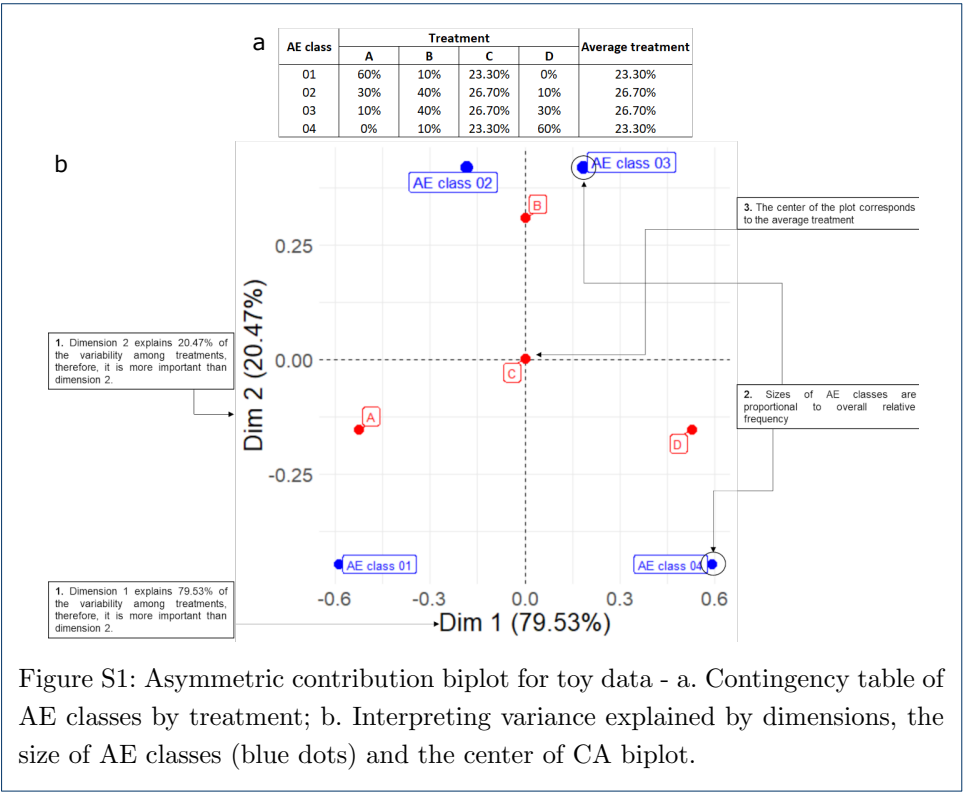 a
AE class Treatment Average treatment
A B C D
01 60% 10% 23.30% 0% 23.30%
02 30% 40% 26.70% 10% 26.70%
03 10% 40% 26.70% 30% 26.70%
04 0% 10% 23.30% 60% 23.30%
b
AE class 03
AE class 02
B
3. The center of the plot corresponds
to the average treatment
0.25
Dim 2 (20.47%)
1. Dimension 2 explains 20.47% of
the variability among treatments,
therefore, it is more important than
dimension 2.
0.00
C
2. Sizes of AE classes are
proportional to overall relative
frequency
A
D
-0.25
AE class 01
AE class 04
1. Dimension 1 explains 79.53% of
the variability among treatments,
therefore, it is more important than
dimension 2.
-0.6 -0.3 0.0 0.3 0.6
Dim 1 (79.53%)
Figure S1: Asymmetric contribution biplot for toy data - a. Contingency table of
AE classes by treatment; b. Interpreting variance explained by dimensions, the
size of AE classes (blue dots) and the center of CA biplot.